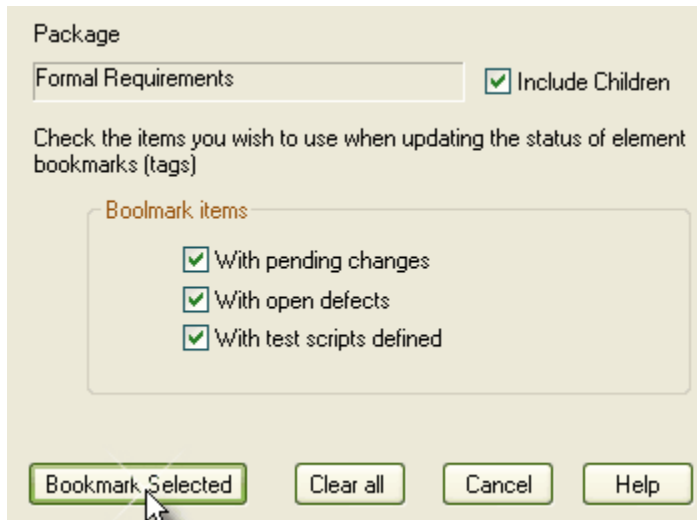 Package
Formal Requirements
Include Children
Check the items you wish to use when updating the status of element
bookmarks (tags)
Boolmark items
With pending changes
With open defects
With test scripts defined
Bookmark Selected
Clear all
Cancel
Help